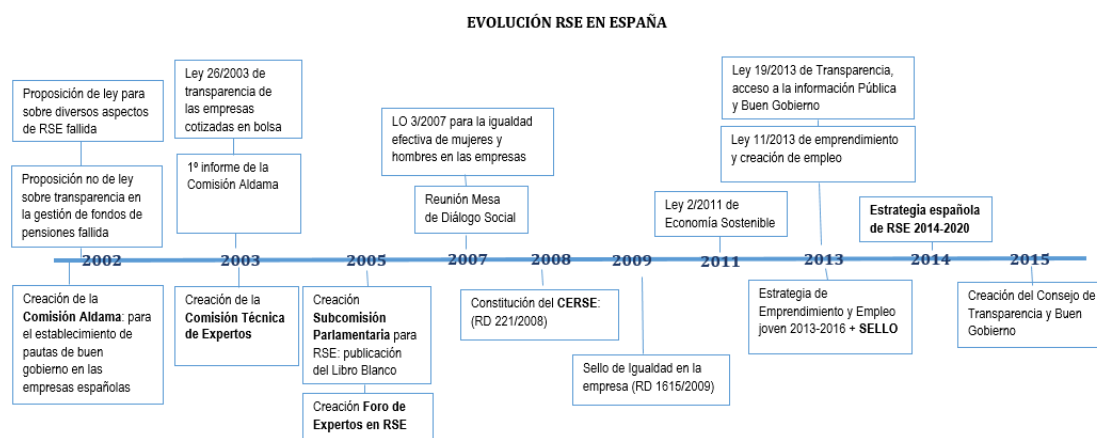 EVOLUCIÓN RSE EN ESPAÑA
Proposición de ley para
sobre diversos aspectos
de RSE fallida
Proposición no de ley
sobre transparencia en
la gestión de fondos de
pensiones fallida
Ley 26/2003 de
transparencia de
las empresas
cotizadas en bolsa
1º informe de la
Comisión Aldama
LO 3/2007 para la igualdad
efectiva de mujeres y
hombres en las empresas
Reunión Mesa
de Diálogo Social
Ley 2/2011 de
Economía Sostenible
Ley 19/2013 de Transparencia,
acceso a la información Pública
y Buen Gobierno
Ley 11/2013 de emprendimiento
y creación de empleo
Estrategia española
de RSE 2014-2020
2002
2003
2005
2007
2008
2009
2011
2013
2014
2015
Creación de la
Comisión Aldama: para
el establecimiento de
pautas de buen
gobierno en las
empresas españolas
Creación de la
Comisión Técnica
de Expertos
Creación
Subcomisión
Parlamentaria para
RSE: publicación
del Libro Blanco
Creación Foro de
Expertos en RSE
Constitución del CERSE:
(RD 221/2008)
Sello de Igualdad en la
empresa (RD 1615/2009)
Estrategia de
Emprendimiento y Empleo
joven 2013-2016 + SELLO
Creación del Consejo de
Transparencia y Buen
Gobierno